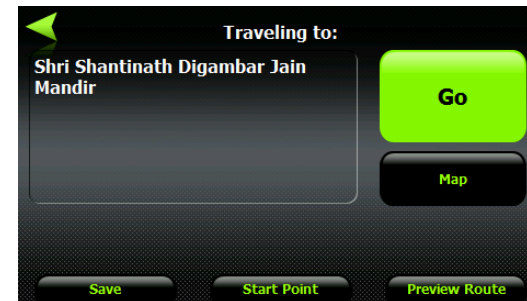 Traveling to:
Shri Shantinath Digambar Jain
Mandir
Go
Map
Save
Start Point
Preview Route